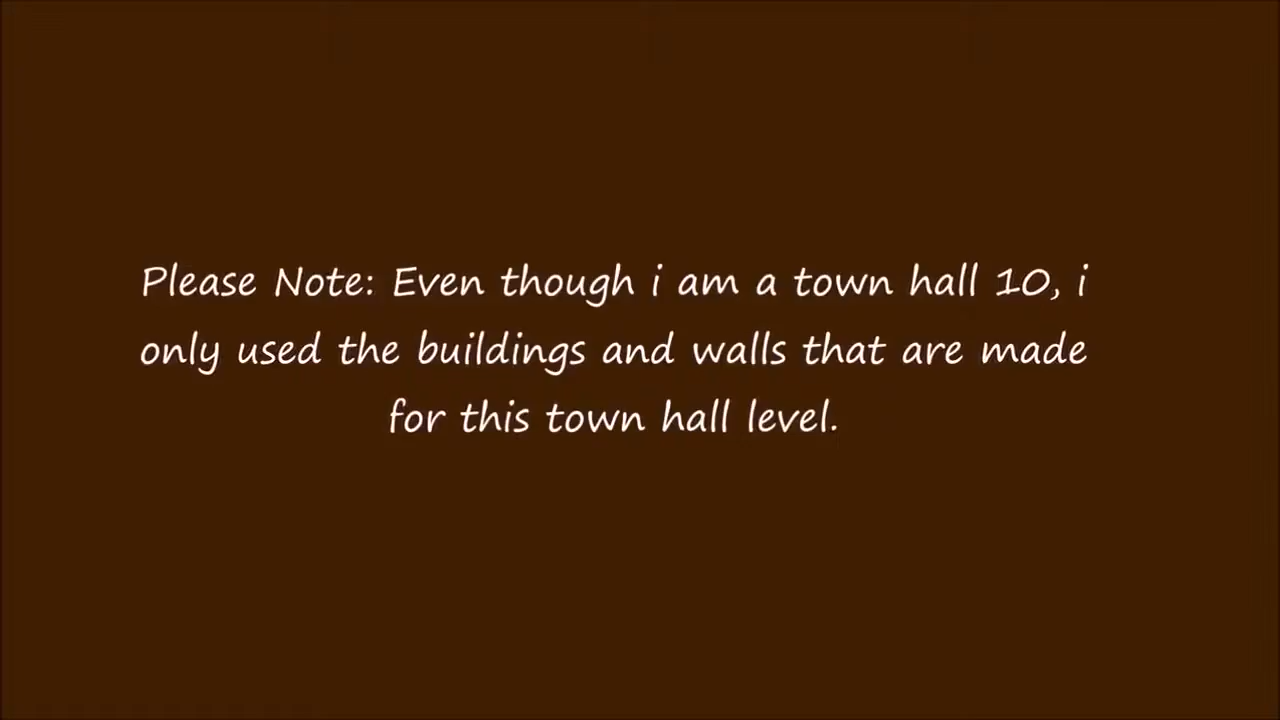 Please Note: Even though i am a town hall 10, i
only used the buildings and walls that are made
for this town hall level.